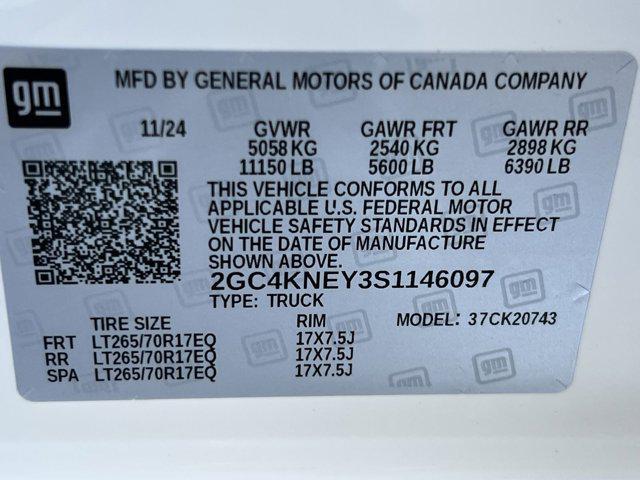 gm
MFD BY GENERAL MOTORS OF CANADA COMPANY
11/24 GVWR GAWR FRT GAWR RR
5058 KG 2540 KG 2898 KG
11150 LB 5600 LB 6390 LB
THIS VEHICLE CONFORMS TO ALL
APPLICABLE U.S. FEDERAL MOTOR
VEHICLE SAFETY STANDARDS IN EFFECT
ON THE DATE OF MANUFACTURE
SHOWN ABOVE.
2GC4KNEY3S1146097
TYPE: TRUCK
TIRE SIZE RIM MODEL: 37CK20743
FRT LT265/70R17EQ 17X7.5J
RR LT265/70R17EQ 17X7.5J
SPA LT265/70R17EQ 17X7.5J